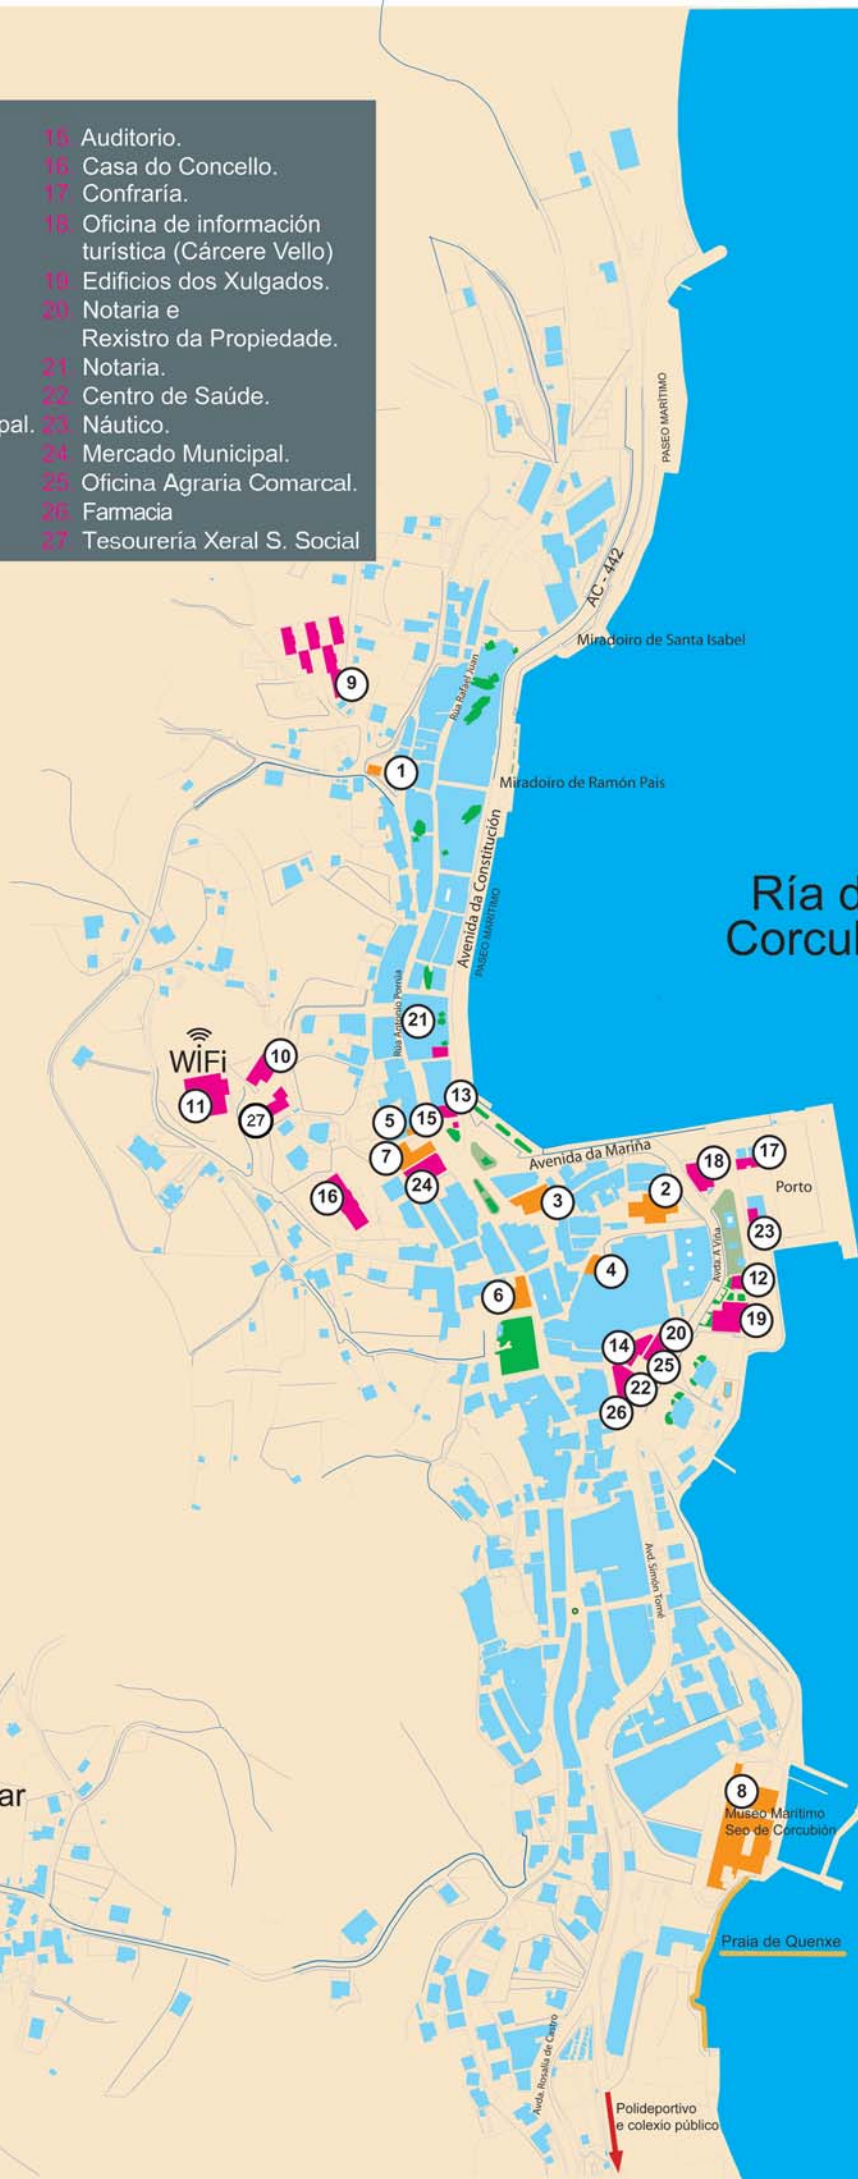 15. Auditorio.
16. Casa do Concello.
17. Confraría.
18. Oficina de información
turística (Cárcere Vello)
19. Edificios dos Xulgados.
20. Notaria e
Rexistro da Propiedade.
21. Notaria.
22. Centro de Saúde.
pal. 23. Náutico.
24. Mercado Municipal.
25. Oficina Agraria Comarcal.
26. Farmacia
27. Tesourería Xeral S. Social
PASEO MARÍTIMO
AC - 442
Miradoiro de Santa Isabel
Rúa Rafael Juan
9
1
Miradoiro de Ramón Pais
Avenida da Constitución
PASEO MARÍTIMO
Ría d
Corcul
Rúa Antonio Porrúa
21
WiFi
10
11
27
13
5
15
7
24
16
Avenida da Mariña
18
17
Porto
3
2
23
Avda. A Viña
4
12
6
19
14
20
25
22
26
Avd. Simón Tomé
ar
8
Museo Marítimo
Seo de Corcubión
Praia de Quenxe
Avda. Rosalía de Castro
Polideportivo
e colexio público